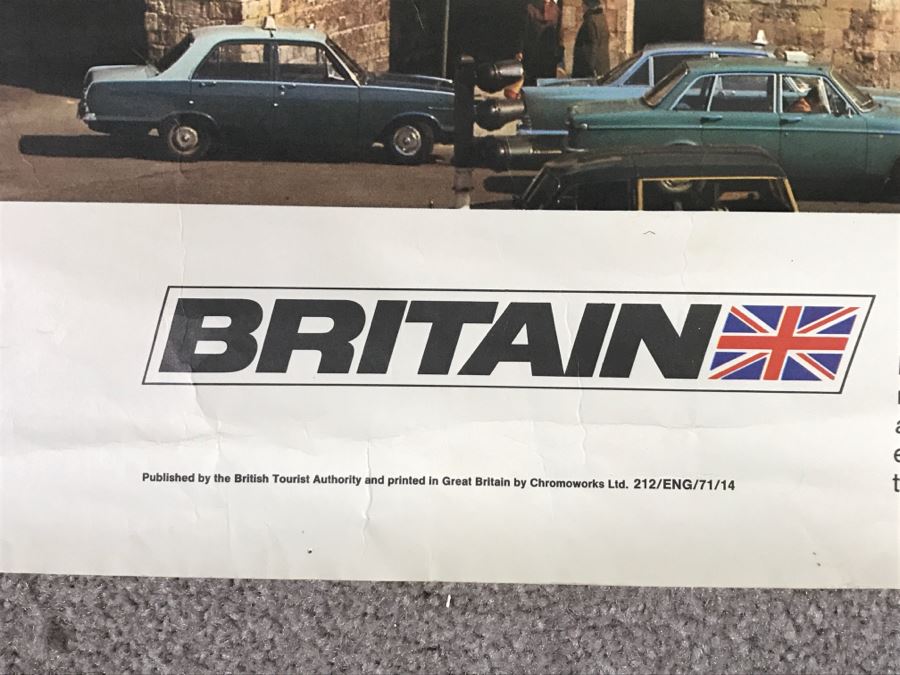 BRITAIN
Published by the British Tourist Authority and printed in Great Britain by Chromoworks Ltd. 212/ENG/71/14